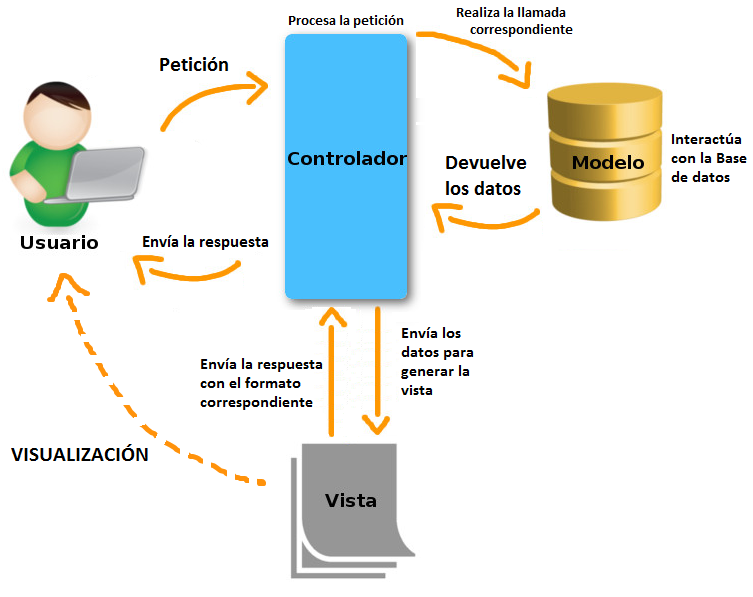 Procesa la petición
Realiza la llamada
correspondiente
Petición
Controlador
Modelo
Interactúa
con la Base
de datos
Devuelve
los datos
Usuario
Envía la respuesta
Envía los
datos para
generar la
vista
Envía la respuesta
con el formato
correspondiente
VISUALIZACIÓN
Vista